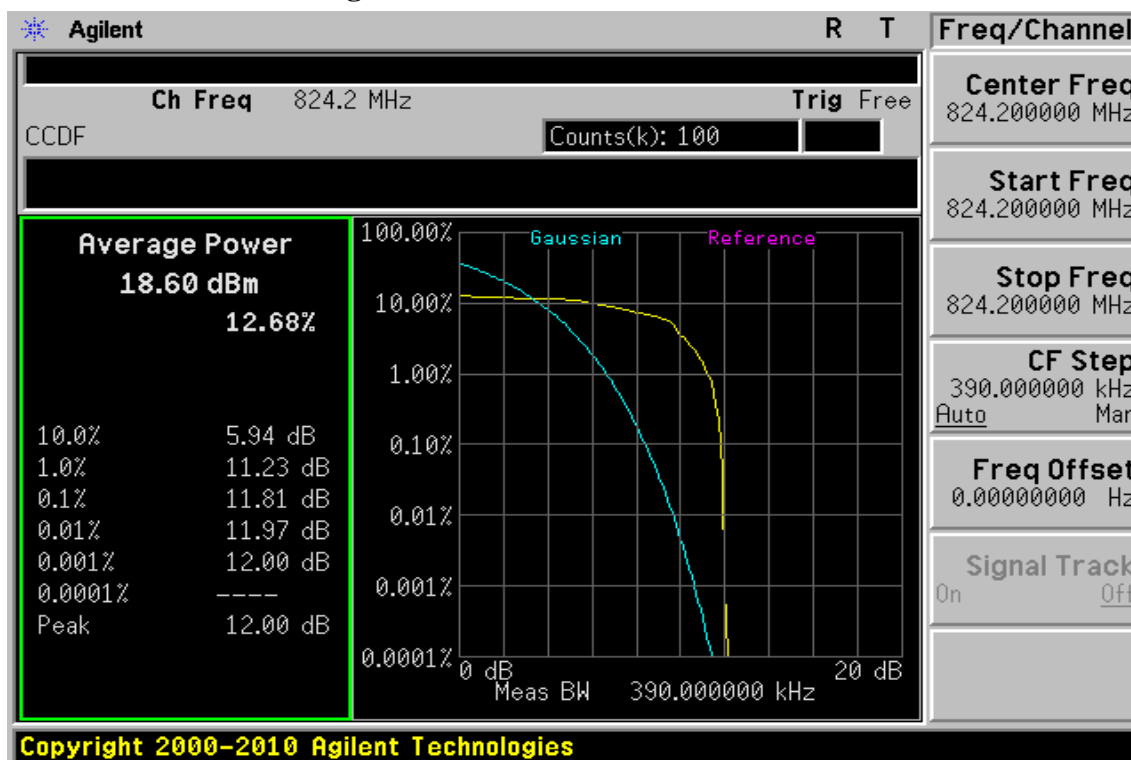 Agilent R T
Ch Freq 824.2 MHz Trig Free
CCDF Counts(k): 100
Average Power
18.60 dBm
12.68%
10.0% 5.94 dB
1.0% 11.23 dB
0.1% 11.81 dB
0.01% 11.97 dB
0.001% 12.00 dB
0.0001% ----
Peak 12.00 dB
Gaussian Reference
100.00%
10.00%
1.00%
0.10%
0.01%
0.001%
0.0001%
0 dB 20 dB
Meas BW 390.000000 kHz
Freq/Channel
Center Freq
824.200000 MHz
Start Freq
824.200000 MHz
Stop Freq
824.200000 MHz
CF Step
390.000000 kHz
Auto Man
Freq Offset
0.00000000 Hz
Signal Track
On Off
Copyright 2000-2010 Agilent Technologies